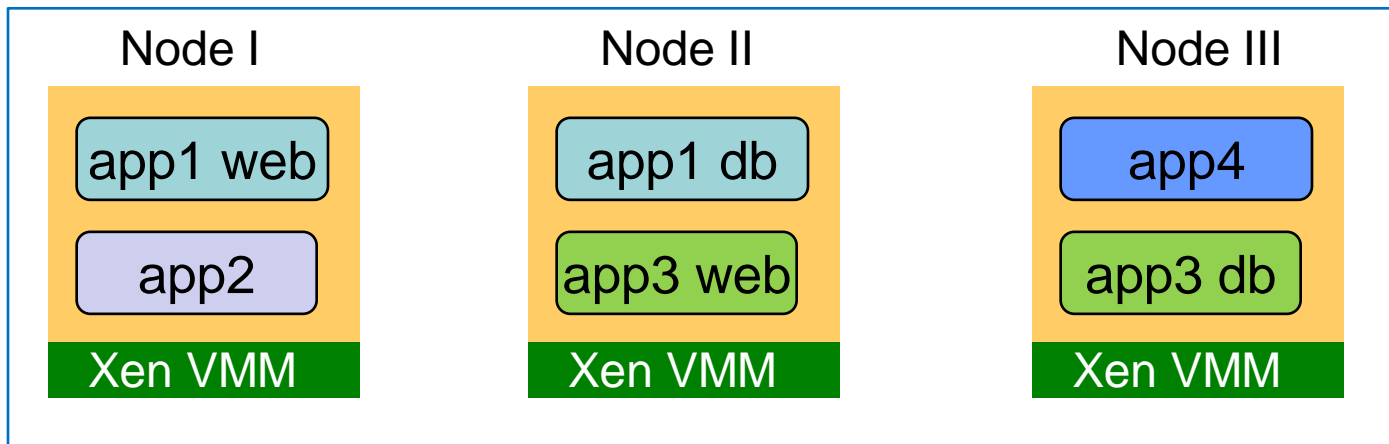 Node I
Node II
Node III
app1 web
app1 db
app4
app2
app3 web
app3 db
Xen VMM
Xen VMM
Xen VMM